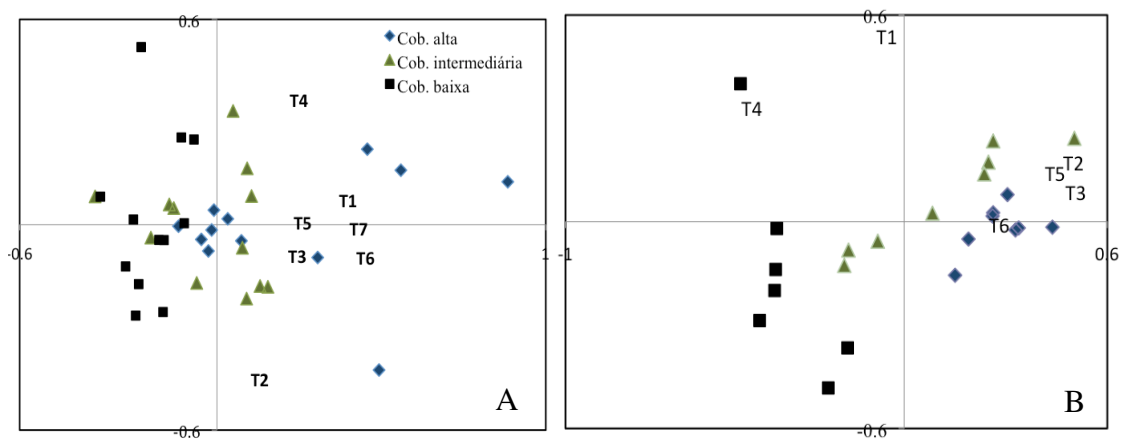 0.6
Cob. alta
Cob. intermediária
Cob. baixa
T4
T1
T5
T7
T3
T6
T2
-0.6
1
-0.6
A
0.6
T1
T4
T2
T5
T3
T6
-1
0.6
-0.6
B